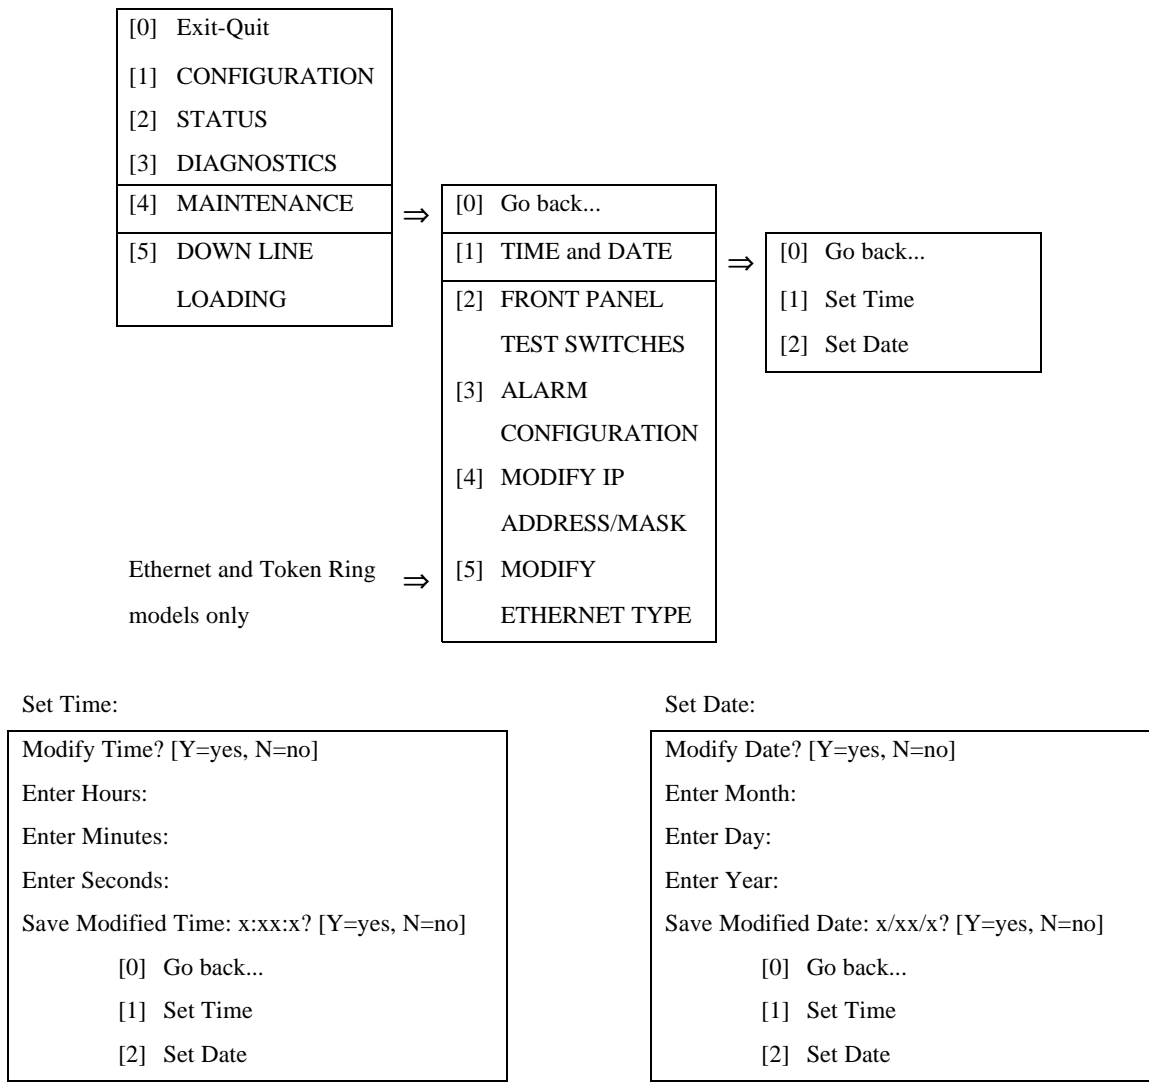 [0] Exit-Quit
[1] CONFIGURATION
[2] STATUS
[3] DIAGNOSTICS
[4] MAINTENANCE
[5] DOWN LINE
LOADING
⇒
[0] Go back...
[1] TIME and DATE
[2] FRONT PANEL
TEST SWITCHES
[3] ALARM
CONFIGURATION
[4] MODIFY IP
ADDRESS/MASK
[5] MODIFY
ETHERNET TYPE
⇒
[0] Go back...
[1] Set Time
[2] Set Date
Ethernet and Token Ring
models only
⇒
Set Time:
Modify Time? [Y=yes, N=no]
Enter Hours:
Enter Minutes:
Enter Seconds:
Save Modified Time: x:xx:x? [Y=yes, N=no]
[0] Go back...
[1] Set Time
[2] Set Date
Set Date:
Modify Date? [Y=yes, N=no]
Enter Month:
Enter Day:
Enter Year:
Save Modified Date: x/xx/x? [Y=yes, N=no]
[0] Go back...
[1] Set Time
[2] Set Date